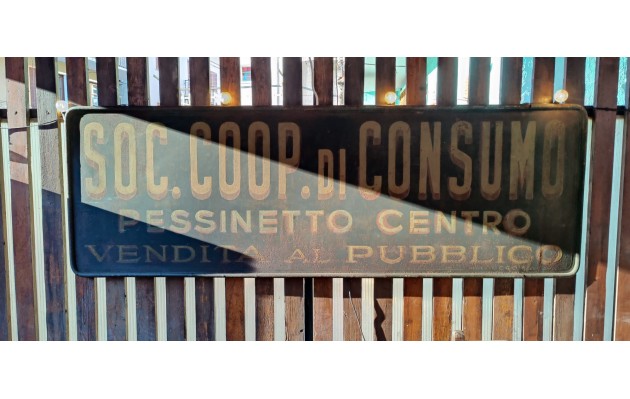 SOC. COOP. DI CONSUMO
PESSINETTO CENTRO
VENDITA AL PUBBLICO